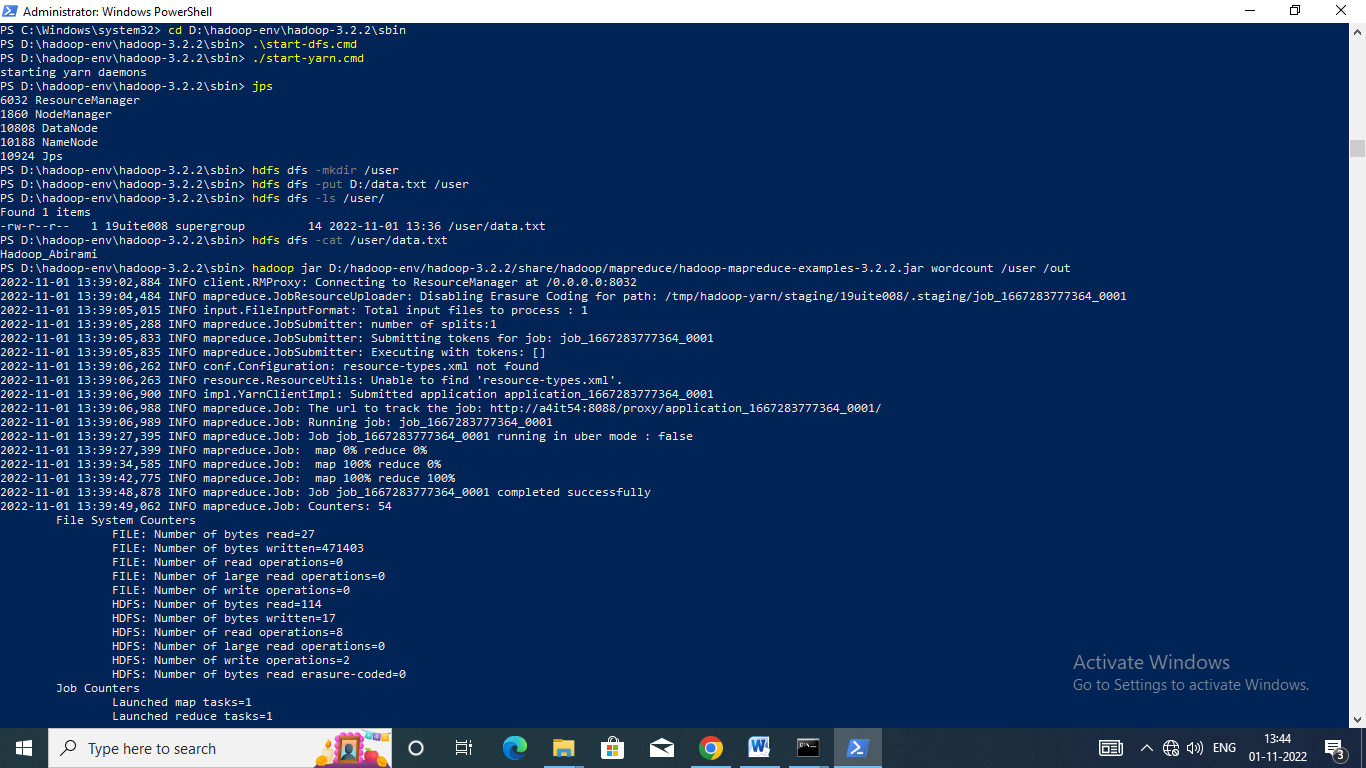 Administrator: Windows PowerShell
PS C:\Windows\system32> cd D:\hadoop-env\hadoop-3.2.2\sbin
PS D:\hadoop-env\hadoop-3.2.2\sbin> .\start-dfs.cmd
PS D:\hadoop-env\hadoop-3.2.2\sbin> ./start-yarn.cmd
starting yarn daemons
PS D:\hadoop-env\hadoop-3.2.2\sbin> jps
6032 ResourceManager
1860 NodeManager
10808 DataNode
10188 NameNode
10924 Jps
PS D:\hadoop-env\hadoop-3.2.2\sbin> hdfs dfs -mkdir /user
PS D:\hadoop-env\hadoop-3.2.2\sbin> hdfs dfs -put D:/data.txt /user
PS D:\hadoop-env\hadoop-3.2.2\sbin> hdfs dfs -ls /user/
Found 1 items
-rw-r--r--   1 19uite008 supergroup         14 2022-11-01 13:36 /user/data.txt
PS D:\hadoop-env\hadoop-3.2.2\sbin> hdfs dfs -cat /user/data.txt
Hadoop_Abirami
PS D:\hadoop-env\hadoop-3.2.2\sbin> hadoop jar D:/hadoop-env/hadoop-3.2.2/share/hadoop/mapreduce/hadoop-mapreduce-examples-3.2.2.jar wordcount /user /out
2022-11-01 13:39:02,884 INFO client.RMProxy: Connecting to ResourceManager at /0.0.0.0:8032
2022-11-01 13:39:04,484 INFO mapreduce.JobResourceUploader: Disabling Erasure Coding for path: /tmp/hadoop-yarn/staging/19uite008/.staging/job_1667283777364_0001
2022-11-01 13:39:05,015 INFO input.FileInputFormat: Total input files to process : 1
2022-11-01 13:39:05,288 INFO mapreduce.JobSubmitter: number of splits:1
2022-11-01 13:39:05,833 INFO mapreduce.JobSubmitter: Submitting tokens for job: job_1667283777364_0001
2022-11-01 13:39:05,835 INFO mapreduce.JobSubmitter: Executing with tokens: []
2022-11-01 13:39:06,262 INFO conf.Configuration: resource-types.xml not found
2022-11-01 13:39:06,263 INFO resource.ResourceUtils: Unable to find 'resource-types.xml'.
2022-11-01 13:39:06,900 INFO impl.YarnClientImpl: Submitted application application_1667283777364_0001
2022-11-01 13:39:06,988 INFO mapreduce.Job: The url to track the job: http://a4it54:8088/proxy/application_1667283777364_0001/
2022-11-01 13:39:06,989 INFO mapreduce.Job: Running job: job_1667283777364_0001
2022-11-01 13:39:27,395 INFO mapreduce.Job: Job job_1667283777364_0001 running in uber mode : false
2022-11-01 13:39:27,399 INFO mapreduce.Job:  map 0% reduce 0%
2022-11-01 13:39:34,585 INFO mapreduce.Job:  map 100% reduce 0%
2022-11-01 13:39:42,775 INFO mapreduce.Job:  map 100% reduce 100%
2022-11-01 13:39:48,878 INFO mapreduce.Job: Job job_1667283777364_0001 completed successfully
2022-11-01 13:39:49,062 INFO mapreduce.Job: Counters: 54
File System Counters
FILE: Number of bytes read=27
FILE: Number of bytes written=471403
FILE: Number of read operations=0
FILE: Number of large read operations=0
FILE: Number of write operations=0
HDFS: Number of bytes read=114
HDFS: Number of bytes written=17
HDFS: Number of read operations=8
HDFS: Number of large read operations=0
HDFS: Number of write operations=2
HDFS: Number of bytes read erasure-coded=0
Job Counters
Launched map tasks=1
Launched reduce tasks=1
Activate Windows
Go to Settings to activate Windows.
Type here to search
ENG
13:44
01-11-2022
3